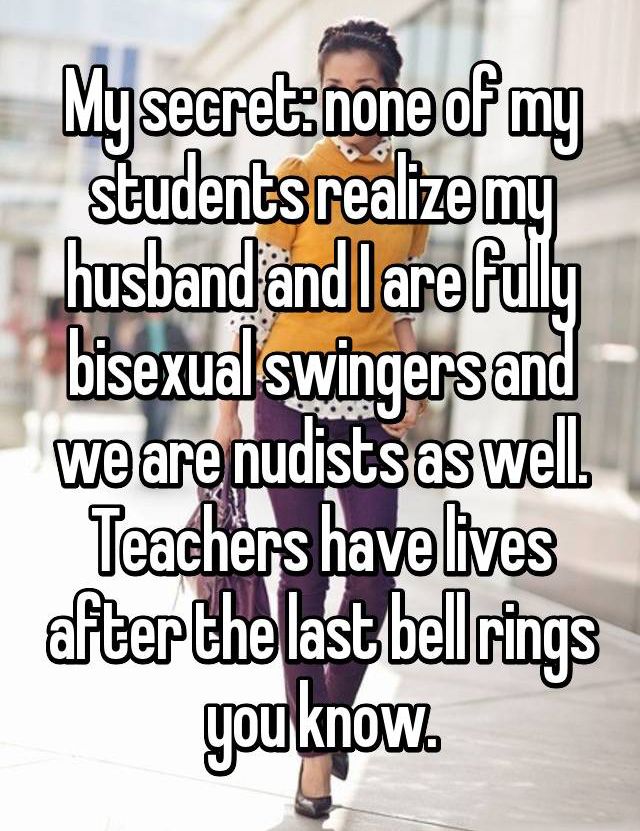 My secret: none of my
students realize my
husband and I are fully
bisexual swingers and
we are nudists as well.
Teachers have lives
after the last bell rings
you know.